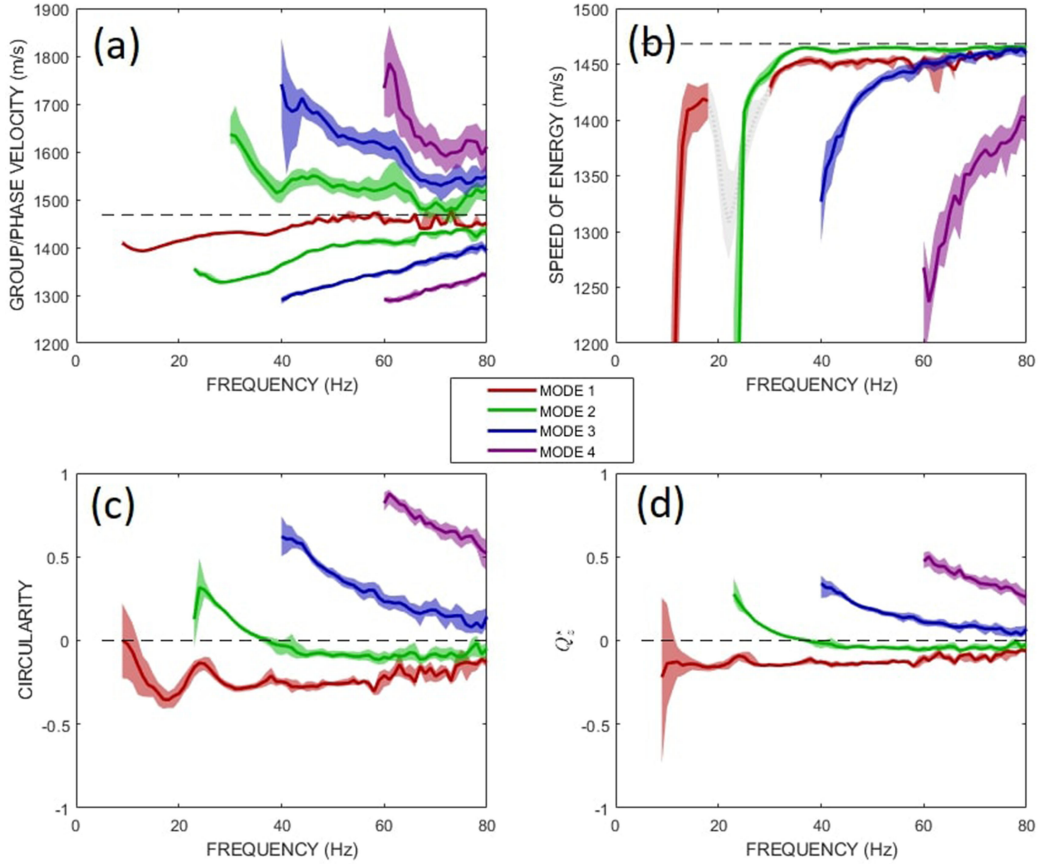 (a)
GROUP/PHASE VELOCITY (m/s)
1900
1800
1700
1600
1500
1400
1300
1200
0 20 40 60 80
FREQUENCY (Hz)
(b)
SPEED OF ENERGY (m/s)
1500
1450
1400
1350
1300
1250
1200
0 20 40 60 80
FREQUENCY (Hz)
MODE 1
MODE 2
MODE 3
MODE 4
(c)
CIRCULARITY
1
0.5
0
-0.5
-1
0 20 40 60 80
FREQUENCY (Hz)
(d)
1
0.5
0
-0.5
-1
0 20 40 60 80
FREQUENCY (Hz)